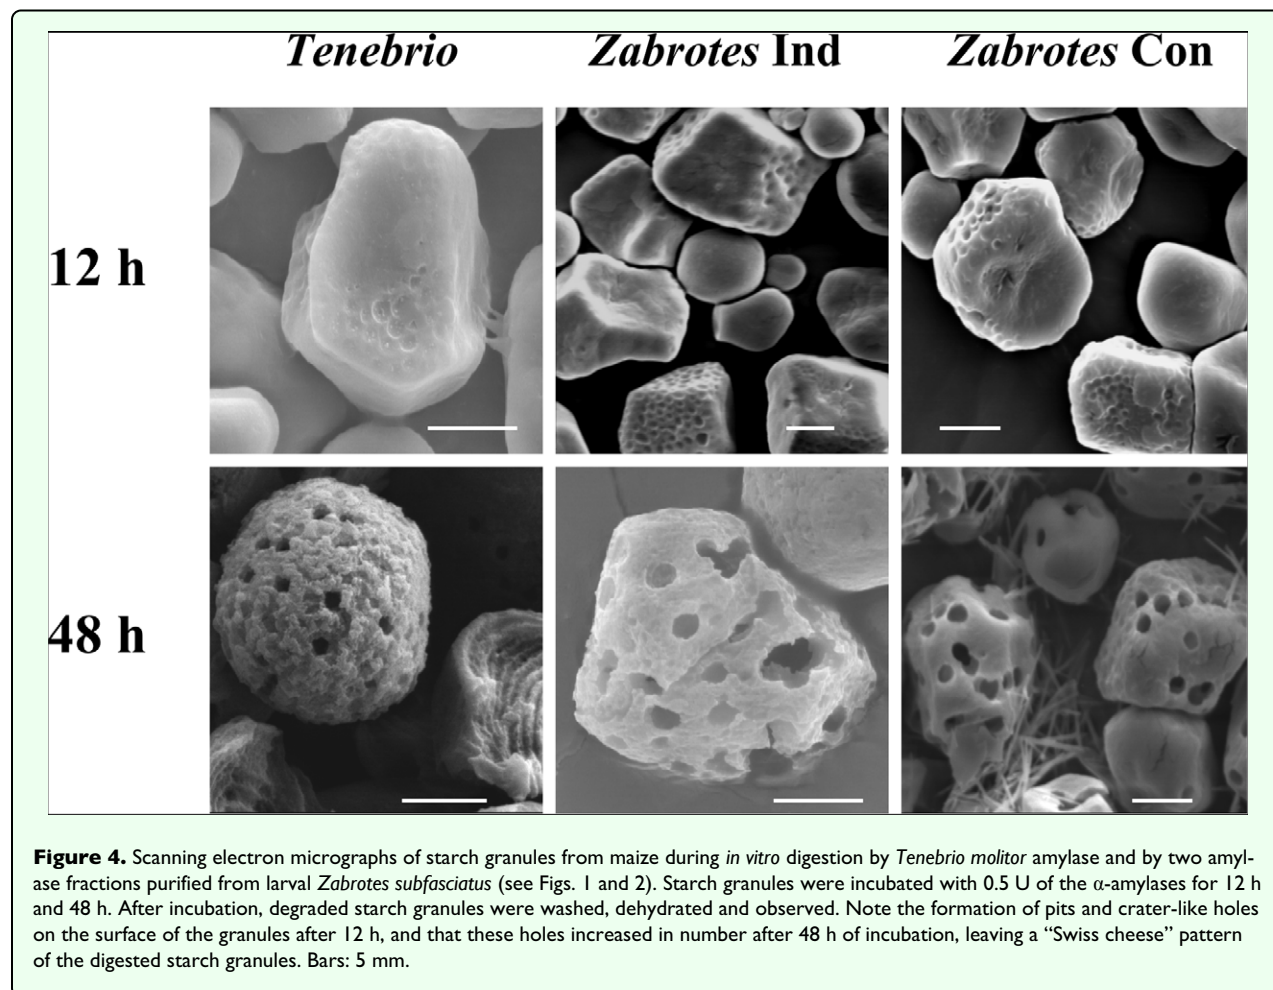 Tenebrio Zabrotes Ind Zabrotes Con
12 h
48 h
Figure 4. Scanning electron micrographs of starch granules from maize during in vitro digestion by Tenebrio molitor amylase and by two amyl-
ase fractions purified from larval Zabrotes subfasciatus (see Figs. 1 and 2). Starch granules were incubated with 0.5 U of the α-amylases for 12 h
and 48 h. After incubation, degraded starch granules were washed, dehydrated and observed. Note the formation of pits and crater-like holes
on the surface of the granules after 12 h, and that these holes increased in number after 48 h of incubation, leaving a “Swiss cheese” pattern
of the digested starch granules. Bars: 5 mm.